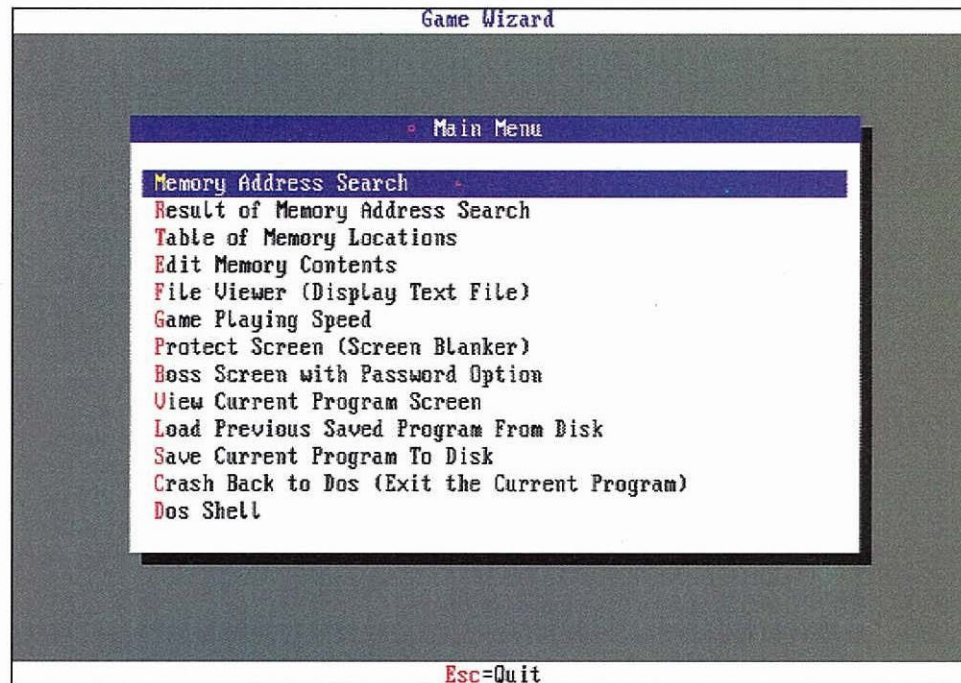 Game Wizard
Main Menu
Memory Address Search
Result of Memory Address Search
Table of Memory Locations
Edit Memory Contents
File Viewer (Display Text File)
Game Playing Speed
Protect Screen (Screen Blanker)
Boss Screen with Password Option
View Current Program Screen
Load Previous Saved Program From Disk
Save Current Program To Disk
Crash Back to Dos (Exit the Current Program)
Dos Shell
Esc=Quit